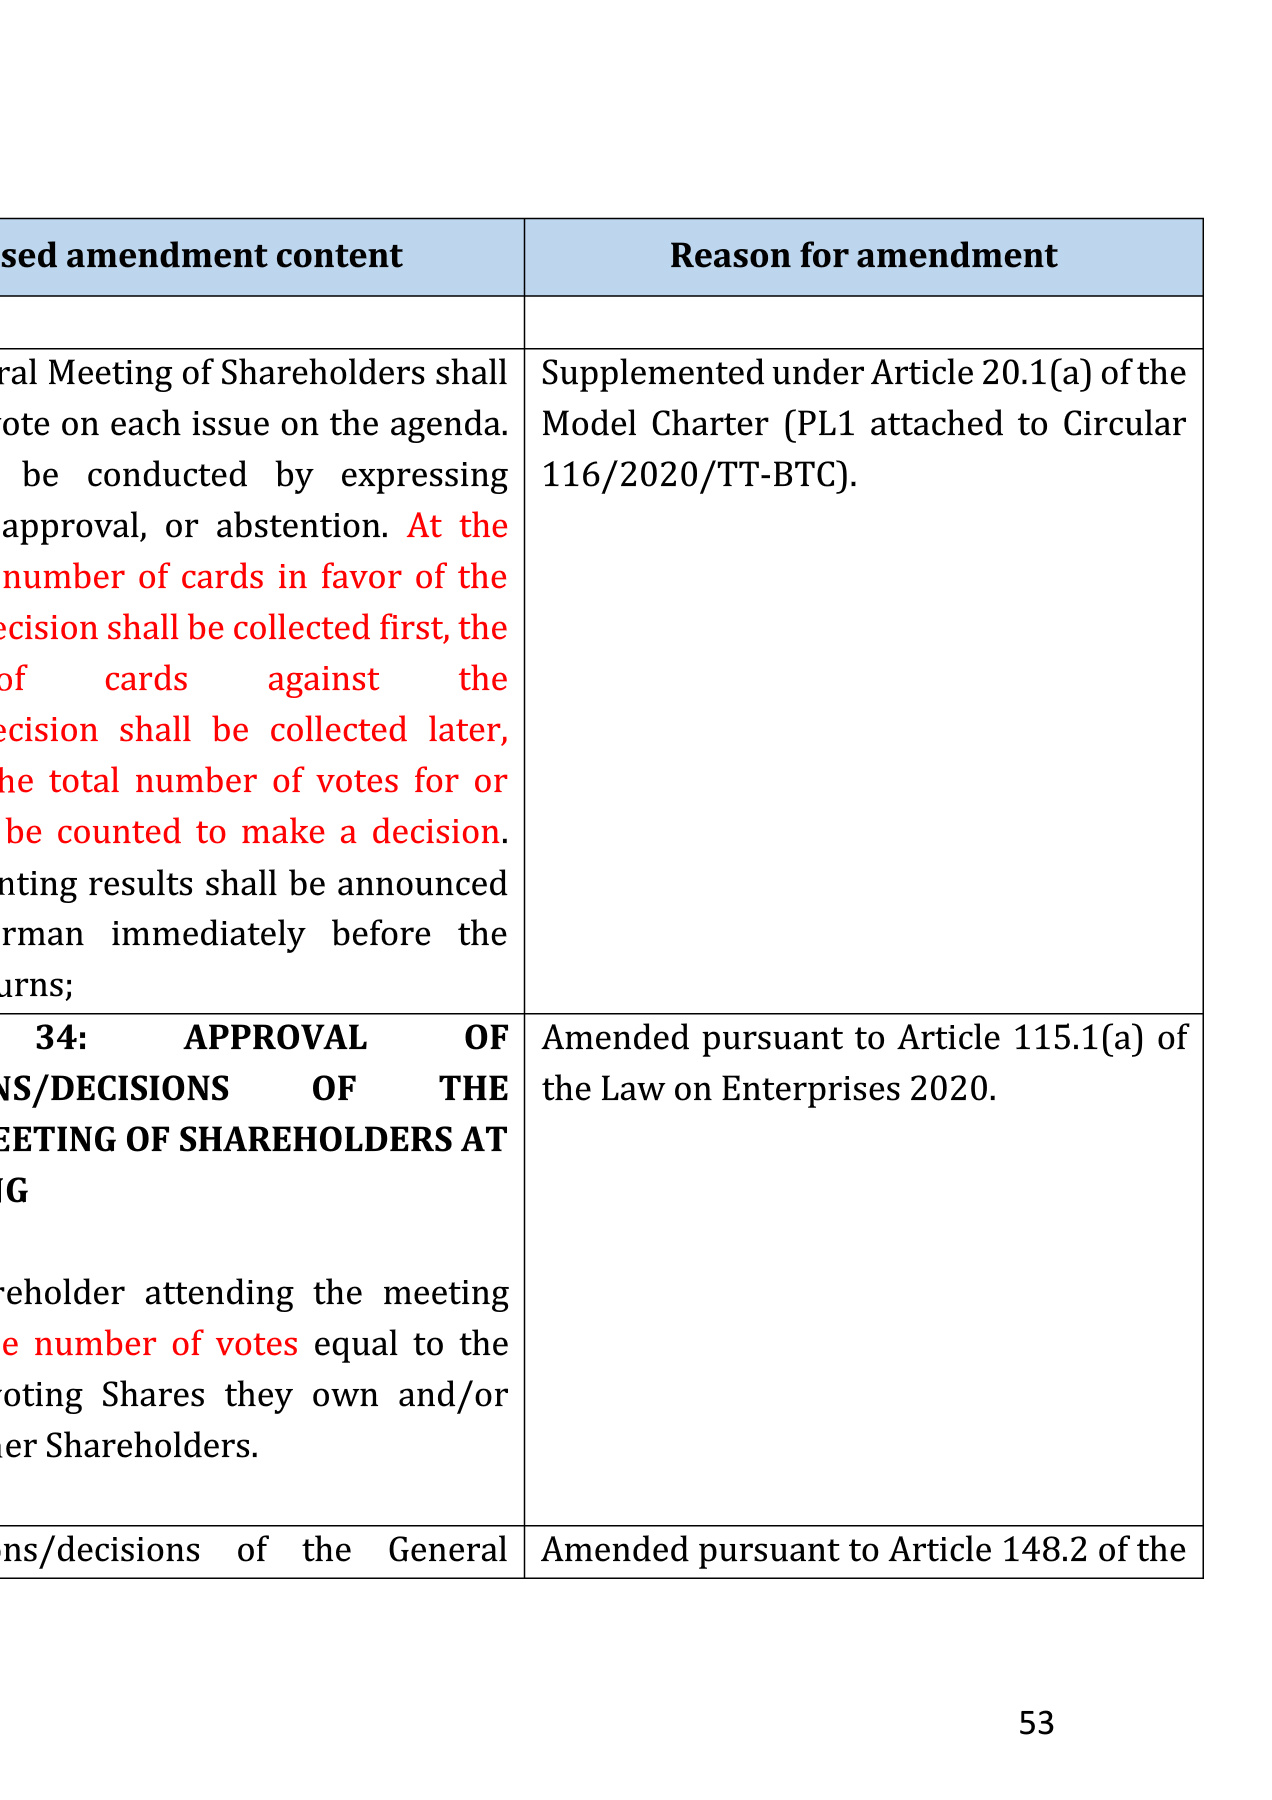 sed amendment content
Reason for amendment
ral Meeting of Shareholders shall
ote on each issue on the agenda.
be conducted by expressing
approval, or abstention. At the
number of cards in favor of the
ecision shall be collected first, the
of cards against the
ecision shall be collected later,
he total number of votes for or
be counted to make a decision.
nting results shall be announced
rman immediately before the
urns;
Supplemented under Article 20.1(a) of the
Model Charter (PL1 attached to Circular
116/2020/TT-BTC).
34: APPROVAL OF
NS/DECISIONS OF THE
EETING OF SHAREHOLDERS AT
NG
reholder attending the meeting
e number of votes equal to the
voting Shares they own and/or
her Shareholders.
Amended pursuant to Article 115.1(a) of
the Law on Enterprises 2020.
ons/decisions of the General
Amended pursuant to Article 148.2 of the
53